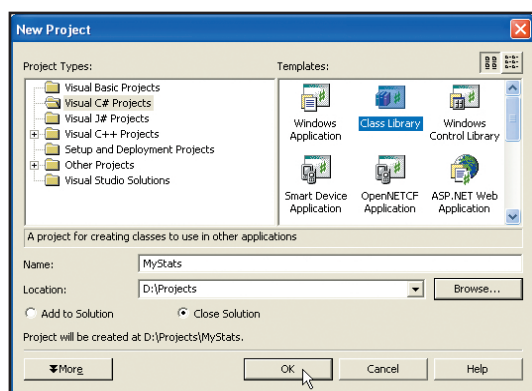 New Project
Project Types:
Visual Basic Projects
Visual C# Projects
Visual J# Projects
Visual C++ Projects
Setup and Deployment Projects
Other Projects
Visual Studio Solutions
Templates:
Windows
Application
Class Library
Windows
Control Library
Smart Device
Application
OpenNETCF
Application
ASP.NET Web
Application
A project for creating classes to use in other applications
Name:
MyStats
Location:
D:\Projects
Browse...
Add to Solution
Close Solution
Project will be created at D:\Projects\MyStats.
More
OK
Cancel
Help